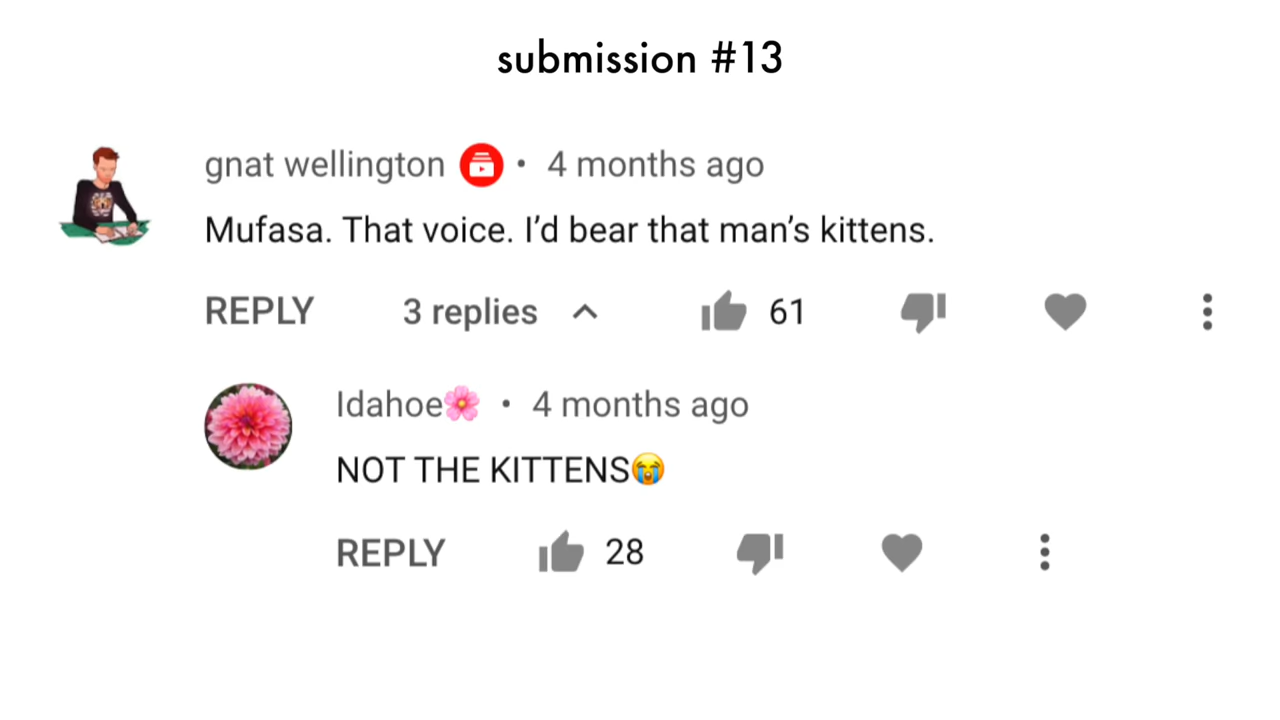 submission #13
gnat wellington • 4 months ago
Mufasa. That voice. I’d bear that man’s kittens.
REPLY 3 replies 61
Idahoe🌸 • 4 months ago
NOT THE KITTENS😭
REPLY 28